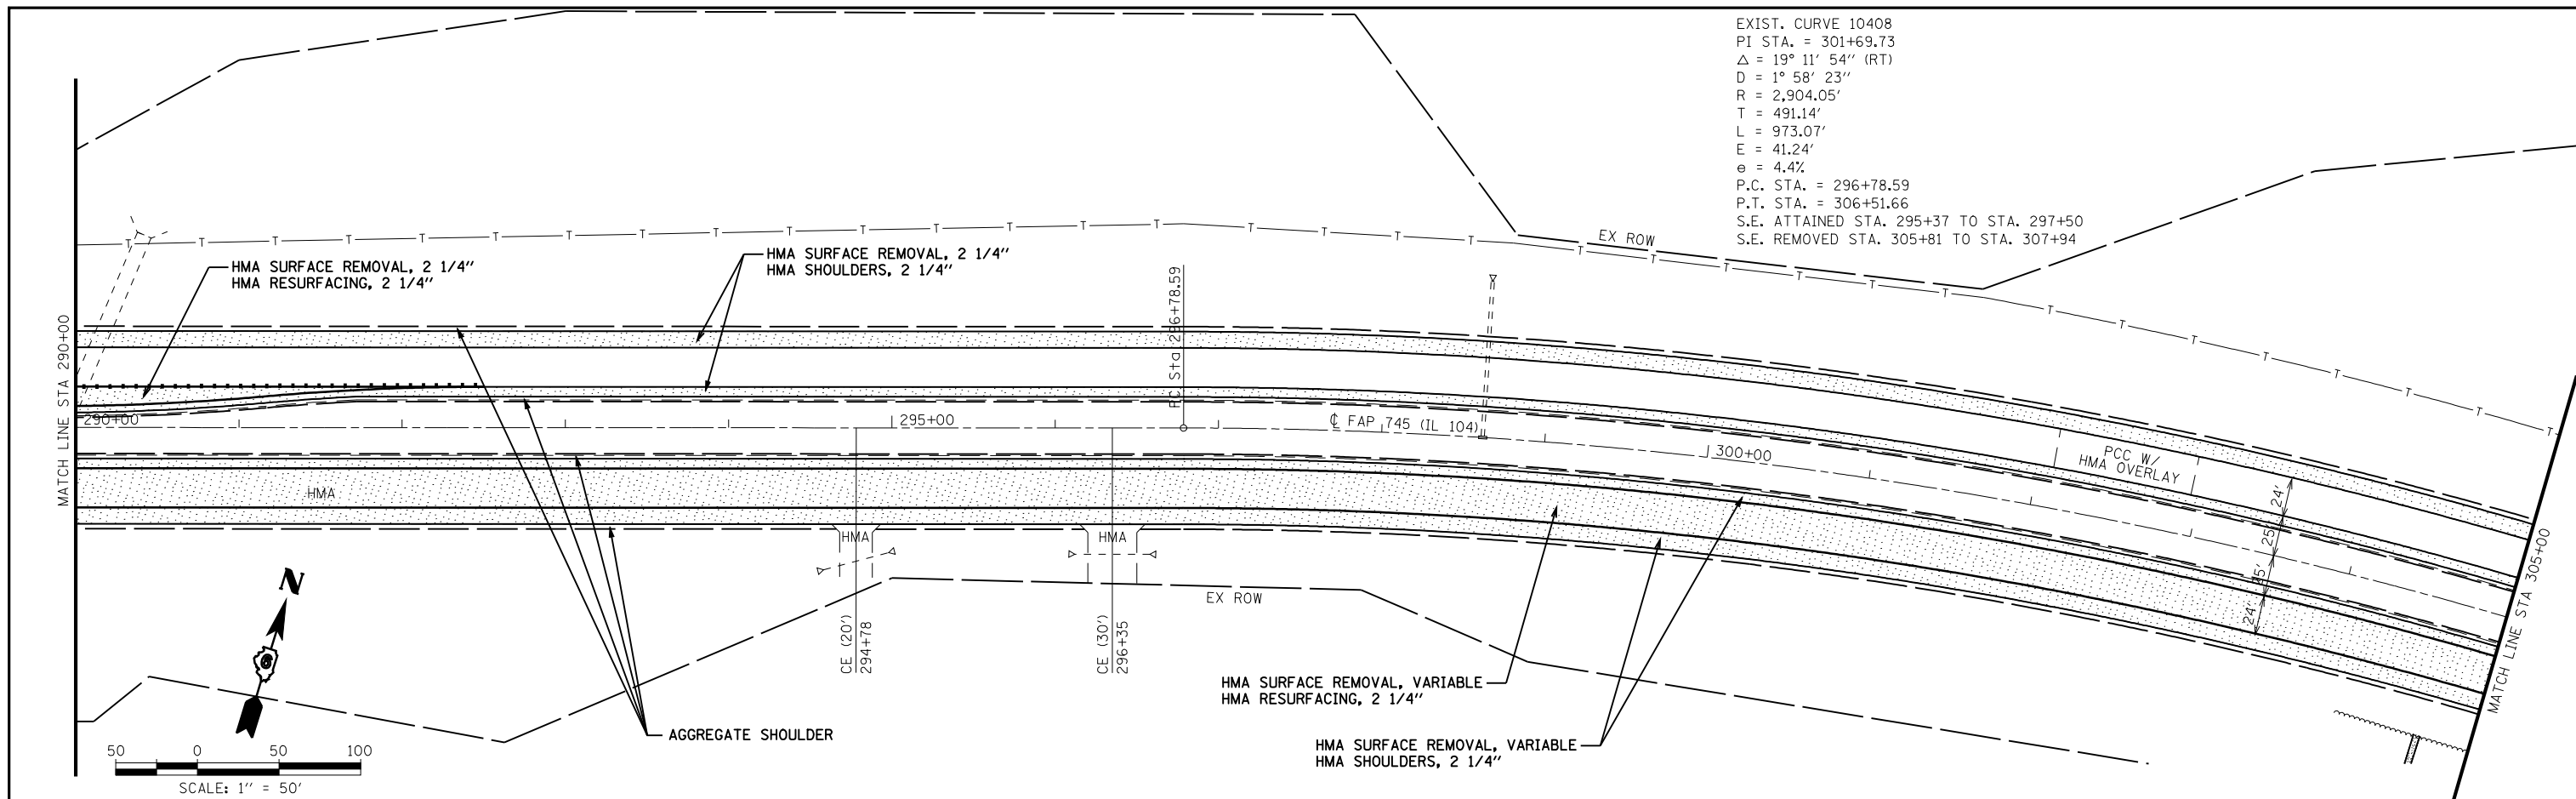 EXIST. CURVE 10408
PI STA. = 301+69.73
△ = 19° 11' 54" (RT)
D = 1° 58' 23"
R = 2,904.05'
T = 491.14'
L = 973.07'
E = 41.24'
e = 4.4%
P.C. STA. = 296+78.59
P.T. STA. = 306+51.66
S.E. ATTAINED STA. 295+37 TO STA. 297+50
S.E. REMOVED STA. 305+81 TO STA. 307+94
EX ROW
T T T T T T T T T T T T T T T T T T T T T T T T T T T T T T T T T T
HMA SURFACE REMOVAL, 2 1/4"
HMA RESURFACING, 2 1/4"
HMA SURFACE REMOVAL, 2 1/4"
HMA SHOULDERS, 2 1/4"
PC Sta 296+78.59
MATCH LINE STA 290+00
290+00
295+00
℄ FAP 745 (IL 104)
300+00
PCC W/
HMA OVERLAY
24'
25'
25'
24'
MATCH LINE STA 305+00
HMA
HMA
HMA
EX ROW
CE (20')
294+78
CE (30')
296+35
N
HMA SURFACE REMOVAL, VARIABLE
HMA RESURFACING, 2 1/4"
AGGREGATE SHOULDER
HMA SURFACE REMOVAL, VARIABLE
HMA SHOULDERS, 2 1/4"
50 0 50 100
SCALE: 1" = 50'